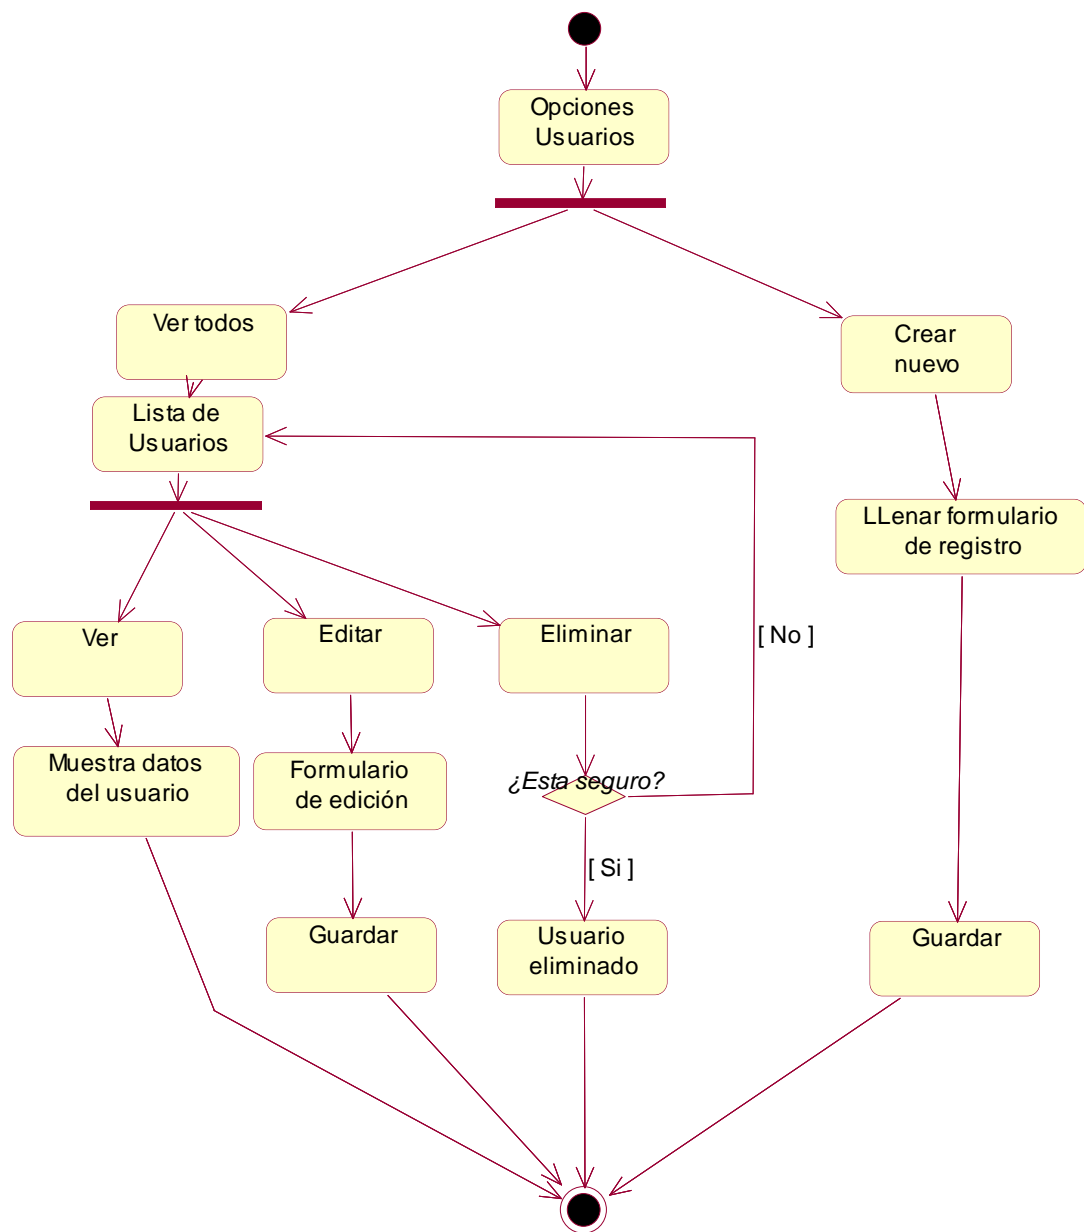 Opciones
Usuarios
Ver todos
Crear
nuevo
Lista de
Usuarios
LLenar formulario
de registro
Ver
Editar
Eliminar
[ No ]
Muestra datos
del usuario
Formulario
de edición
¿Esta seguro?
[ Si ]
Guardar
Usuario
eliminado
Guardar